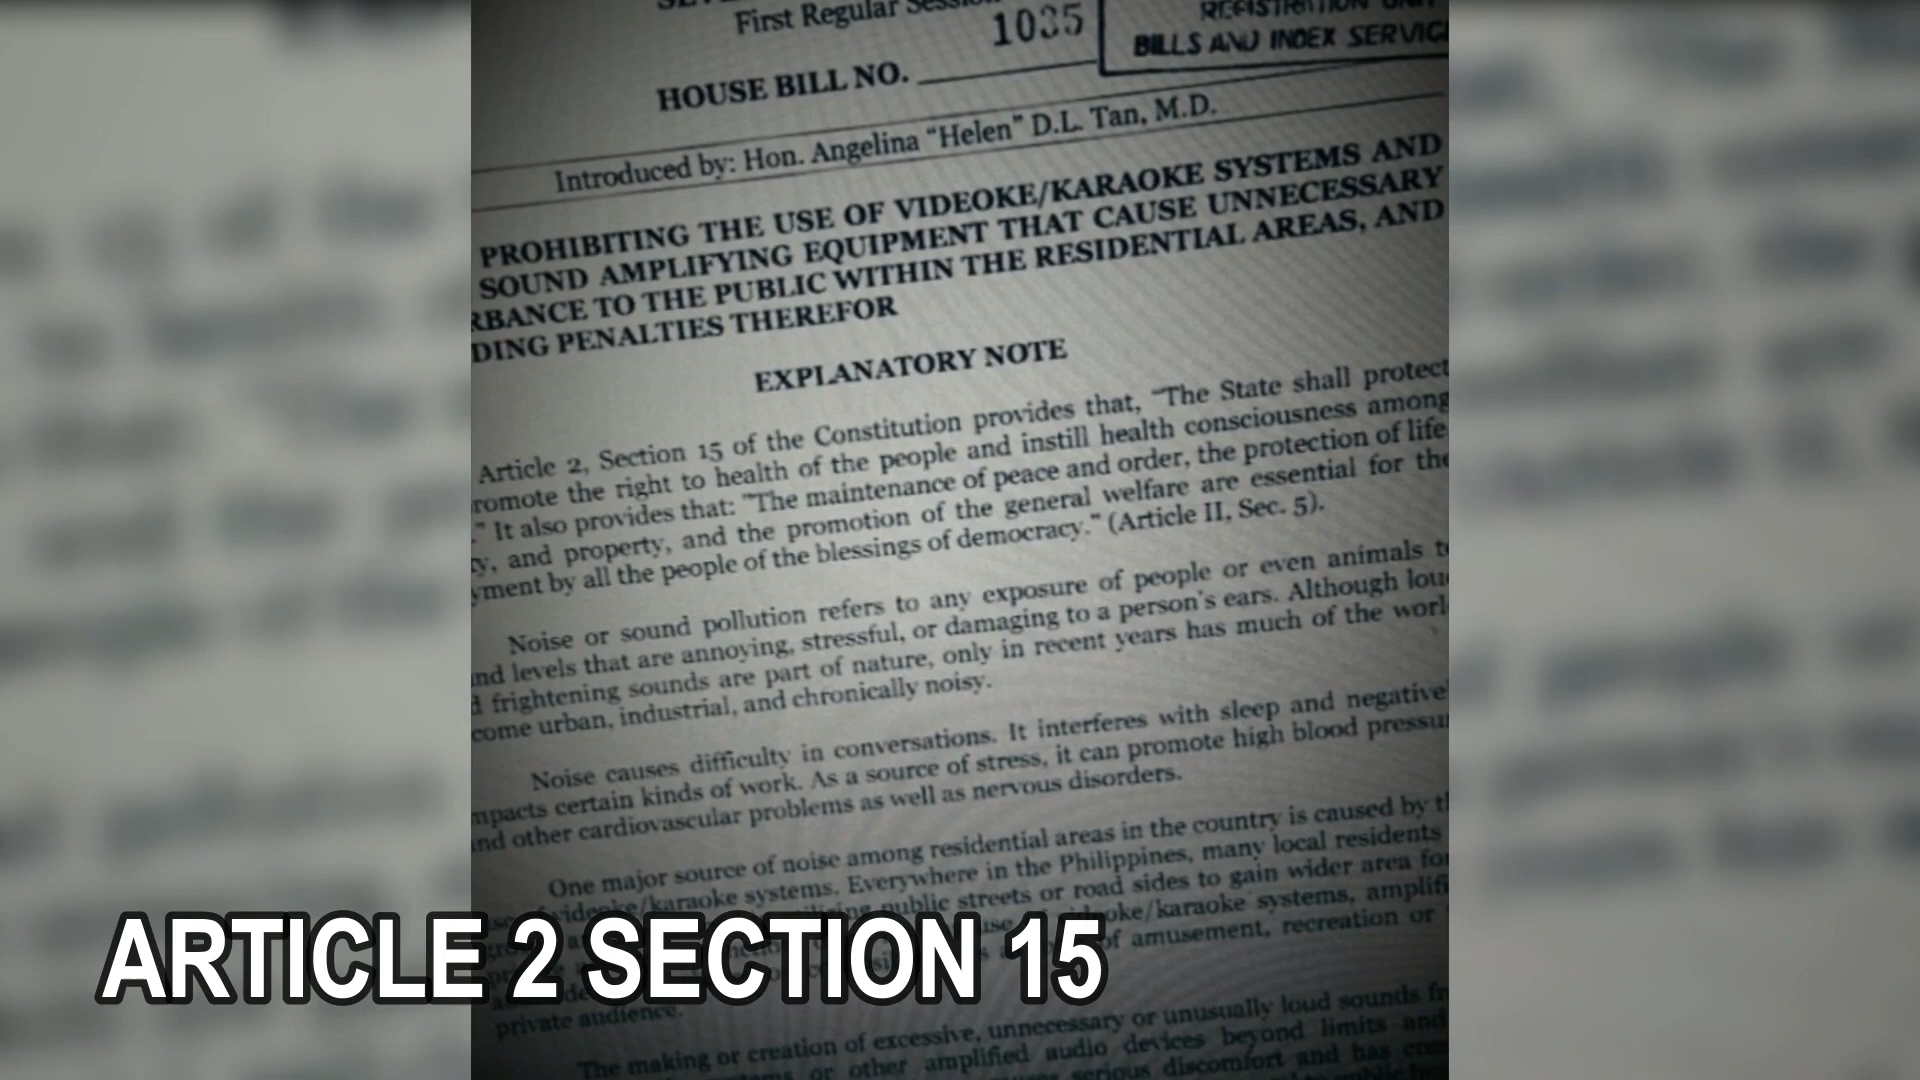 First Regular Session
1035
BILLS AND INDEX SERVIC
HOUSE BILL NO.
Introduced by: Hon. Angelina “Helen” D.L. Tan, M.D.
PROHIBITING THE USE OF VIDEOKE/KARAOKE SYSTEMS AND
SOUND AMPLIFYING EQUIPMENT THAT CAUSE UNNECESSARY
RBANCE TO THE PUBLIC WITHIN THE RESIDENTIAL AREAS, AND
DING PENALTIES THEREFOR
EXPLANATORY NOTE
Article 2, Section 15 of the Constitution provides that, “The State shall protect
romote the right to health of the people and instill health consciousness among
.” It also provides that: "The maintenance of peace and order, the protection of life
y, and property, and the promotion of the general welfare are essential for the
yment by all the people of the blessings of democracy.” (Article II, Sec. 5).
Noise or sound pollution refers to any exposure of people or even animals to
nd levels that are annoying, stressful, or damaging to a person's ears. Although lou
d frightening sounds are part of nature, only in recent years has much of the worl
come urban, industrial, and chronically noisy.
Noise causes difficulty in conversations. It interferes with sleep and negativel
mpacts certain kinds of work. As a source of stress, it can promote high blood pressur
nd other cardiovascular problems as well as nervous disorders.
One major source of noise among residential areas in the country is caused by th
videoke/karaoke systems. Everywhere in the Philippines, many local residents
public streets or road sides to gain wider area for
use oke/karaoke systems, amplifi
of amusement, recreation or
private audience.
ARTICLE 2 SECTION 15
The making or creation of excessive, unnecessary or unusually loud sounds fr
or other amplified audio devices beyond limits and
serious discomfort and has